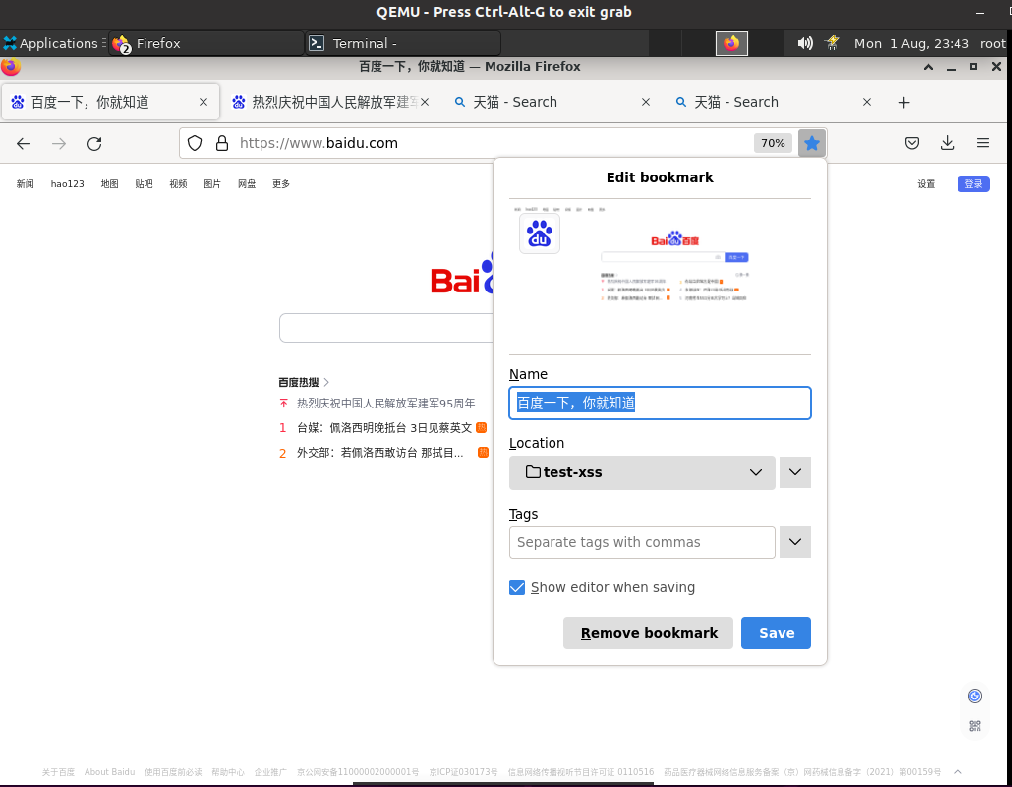 QEMU - Press Ctrl-Alt-G to exit grab
Applications Firefox Terminal - Mon 1 Aug, 23:43 root
百度一下，你就知道 — Mozilla Firefox
百度一下，你就知道 热烈庆祝中国人民解放军建军 天猫 - Search 天猫 - Search
https://www.baidu.com 70%
新闻 hao123 地图 贴吧 视频 图片 网盘 更多 设置 登录
Edit bookmark
du
Bai du 百度
Bai
百度热搜
热烈庆祝中国人民解放军建军95周年
1 台媒：佩洛西明晚抵台 3日见蔡英文 热
2 外交部：若佩洛西敢访台 那拭目... 热
Name
百度一下，你就知道
Location
test-xss
Tags
Separate tags with commas
Show editor when saving
Remove bookmark Save
关于百度 About Baidu 使用百度前必读 帮助中心 企业推广 京公网安备11000002000001号 京ICP证030173号 信息网络传播视听节目许可证 0110516 药品医疗器械网络信息服务备案（京）网药械信息备字（2021）第00159号